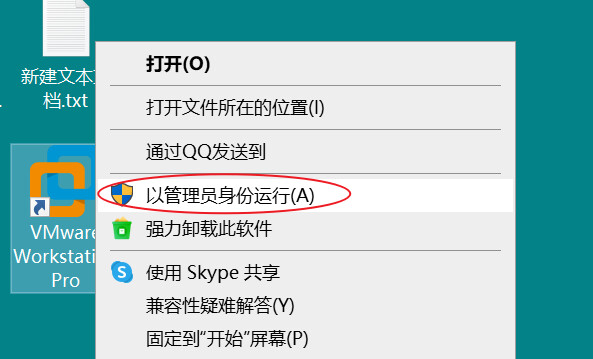 新建文本文
档.txt
VMware
Workstati
Pro
打开(O)
打开文件所在的位置(I)
通过QQ发送到
以管理员身份运行(A)
强力卸载此软件
使用 Skype 共享
兼容性疑难解答(Y)
固定到“开始”屏幕(P)